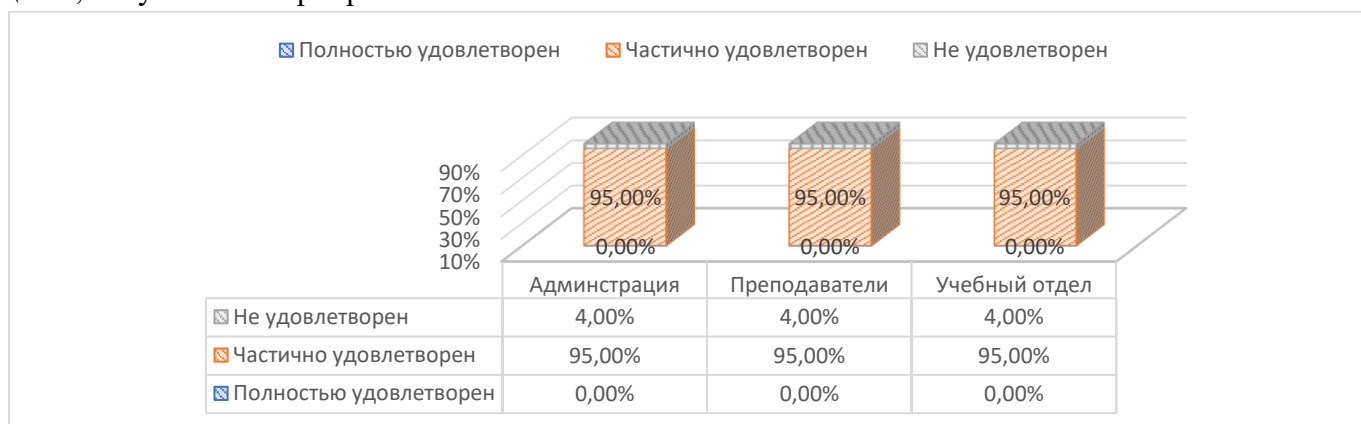 Полностью удовлетворен Частично удовлетворен Не удовлетворен
90%
70%
50%
30%
10%
95,00% 95,00% 95,00%
0,00% 0,00% 0,00%
Админстрация Преподаватели Учебный отдел
Не удовлетворен 4,00% 4,00% 4,00%
Частично удовлетворен 95,00% 95,00% 95,00%
Полностью удовлетворен 0,00% 0,00% 0,00%